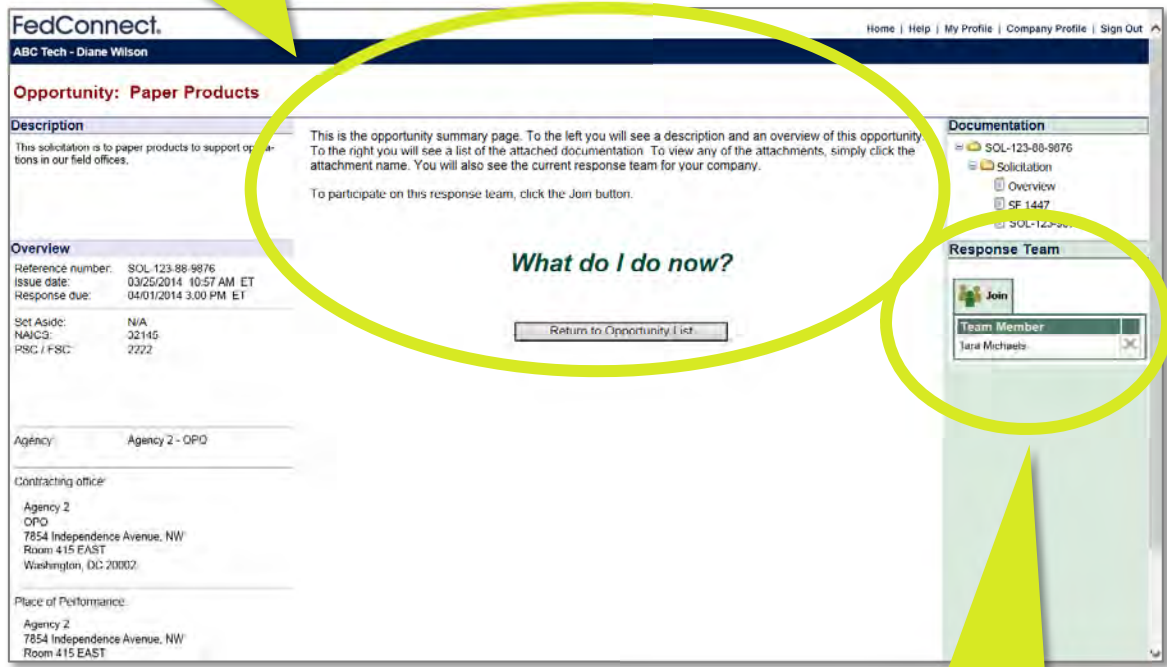 FedConnect.
Home | Help | My Profile | Company Profile | Sign Out
ABC Tech - Diane Wilson
Opportunity: Paper Products
Description
This solicitation is to paper products to support opera-
tions in our field offices.
Overview
Reference number: SOL-123-88-9876
Issue date: 03/25/2014 10:57 AM ET
Response due: 04/01/2014 3:00 PM ET
Set Aside: N/A
NAICS: 32145
PSC / FSC: 2222
Agency: Agency 2 - OPO
Contracting office:
Agency 2
OPO
7854 Independence Avenue, NW
Room 415 EAST
Washington, DC 20002
Place of Performance:
Agency 2
7854 Independence Avenue, NW
Room 415 EAST
This is the opportunity summary page. To the left you will see a description and an overview of this opportunity.
To the right you will see a list of the attached documentation. To view any of the attachments, simply click the
attachment name. You will also see the current response team for your company.
To participate on this response team, click the Join button.
What do I do now?
Return to Opportunity List
Documentation
SOL-123-88-9876
Solicitation
Overview
SF 1447
Response Team
Join
Team Member
Tara Michaels